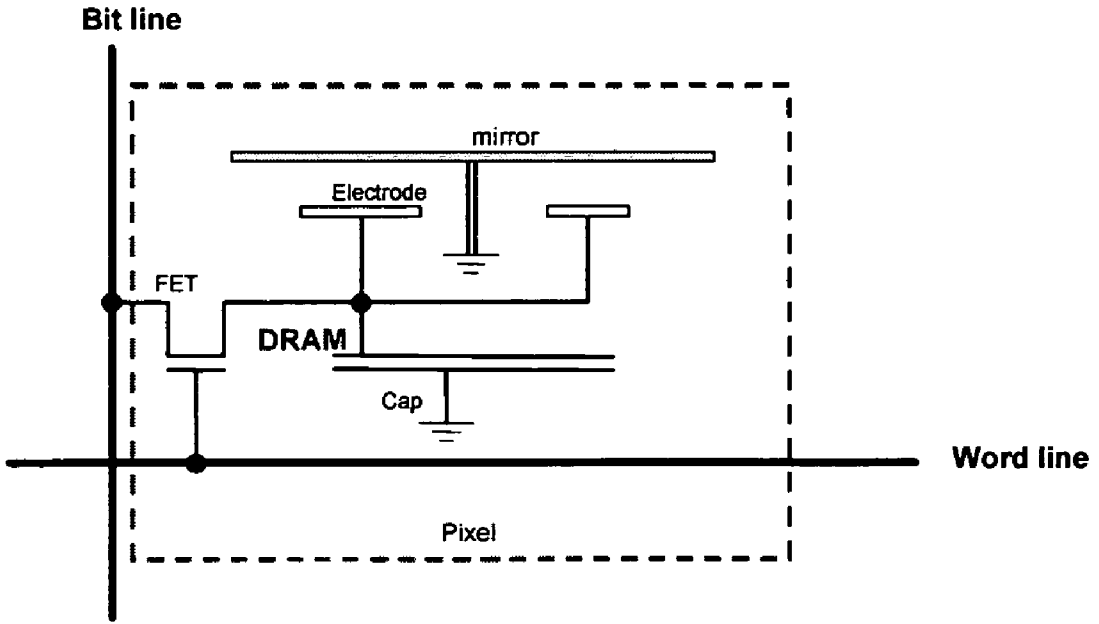 Bit line
mirror
Electrode
FET
DRAM
Cap
Word line
Pixel